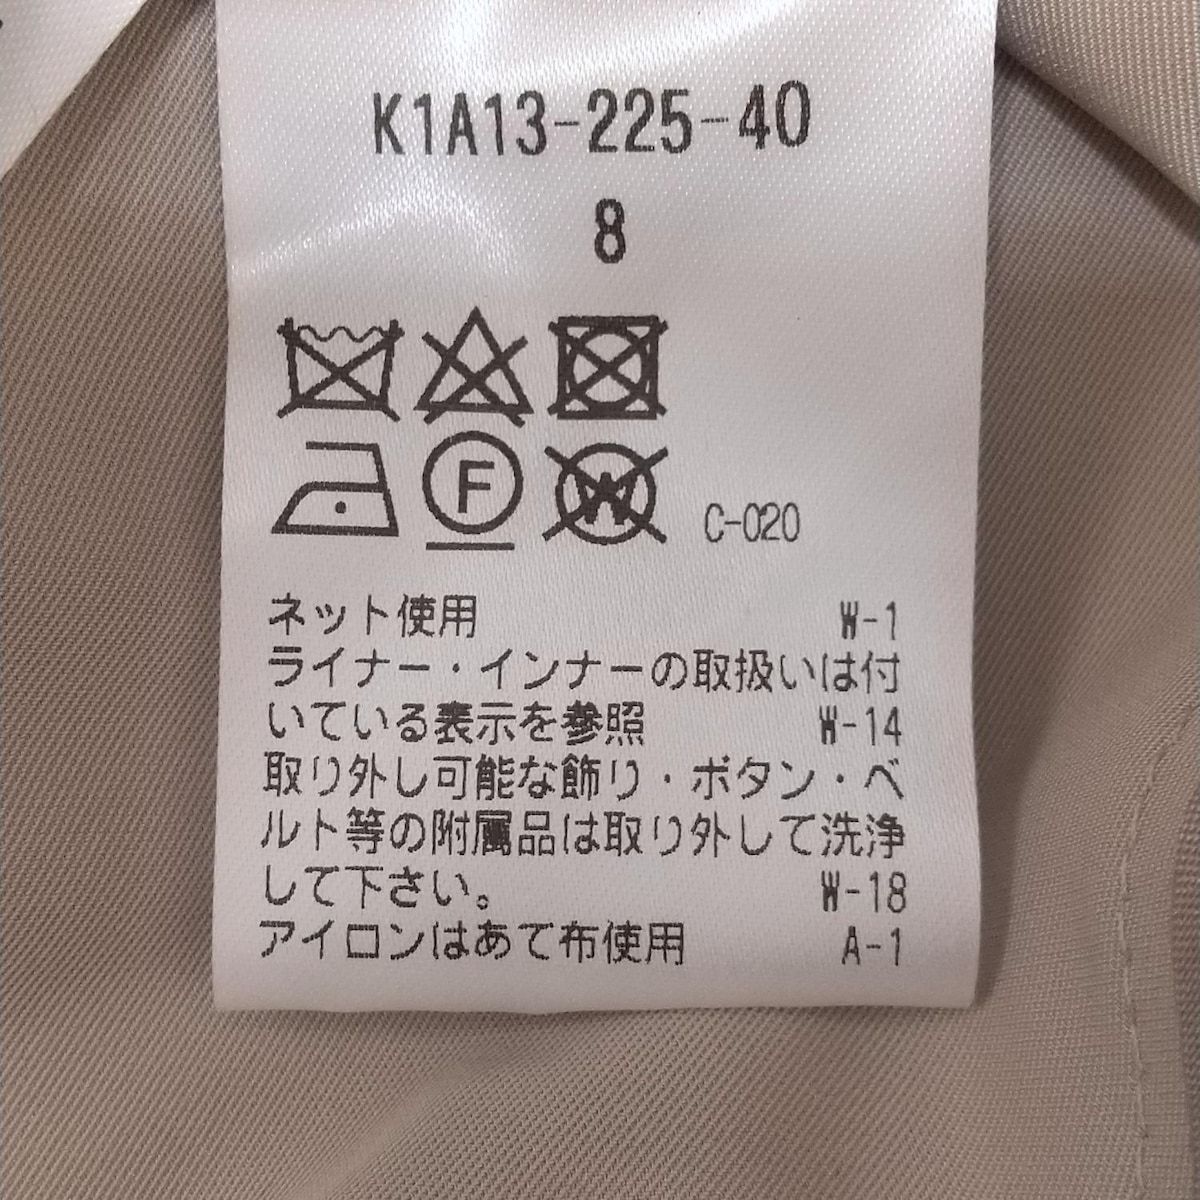 K1A13-225-40
8
F W C-020
ネット使用 W-1
ライナー・インナーの取扱いは付
いている表示を参照 W-14
取り外し可能な飾り・ボタン・ベ
ルト等の附属品は取り外して洗浄
して下さい。 W-18
アイロンはあて布使用 A-1